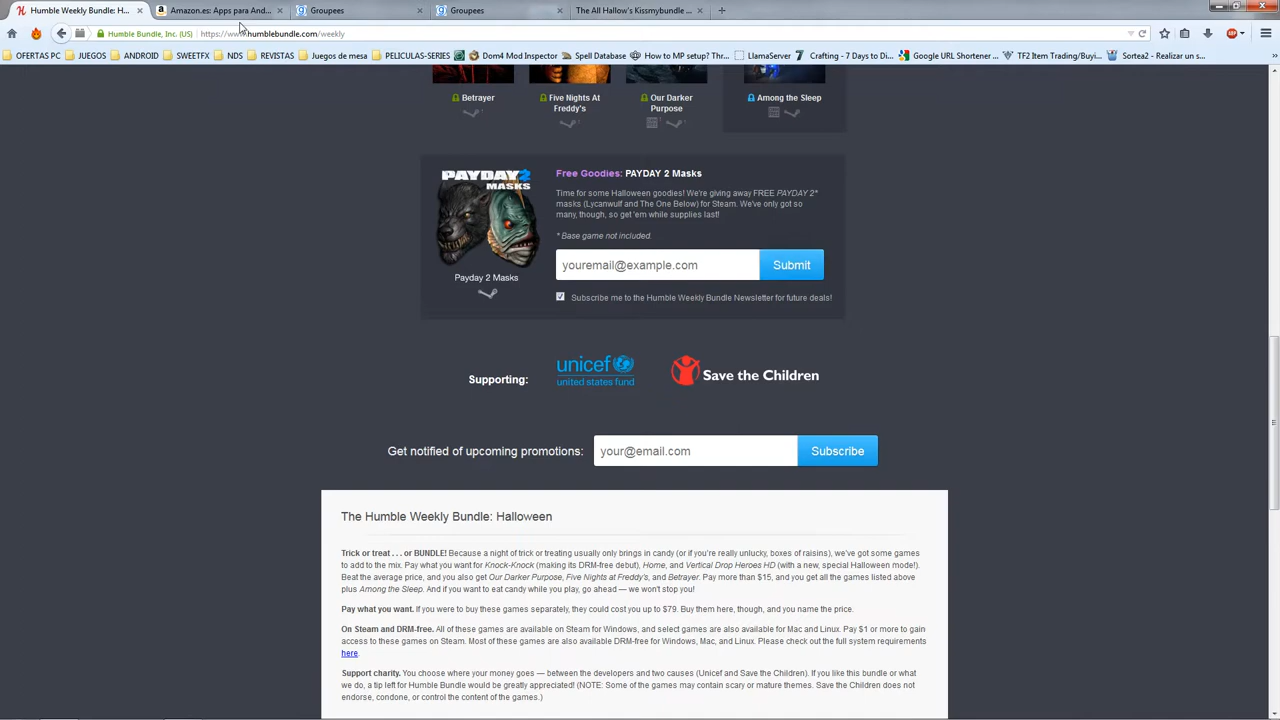 Humble Weekly Bundle: H...
Amazon.es: Apps para And...
Groupees
Groupees
The All Hallow's Kissmybundle ...
Humble Bundle, Inc. (US)
https://www.humblebundle.com/weekly
OFERTAS PC
JUEGOS
ANDROID
SWEETFX
NDS
REVISTAS
Juegos de mesa
PELICULAS-SERIES
Dom4 Mod Inspector
Spell Database
How to MP setup? Thr...
LlamaServer
Crafting - 7 Days to Di...
Google URL Shortener ...
TF2 Item Trading/Buyi...
Sortea2 - Realizar un s...
Betrayer
Five Nights At
Freddy's
Our Darker
Purpose
Among the Sleep
PAYDAY 2
MASKS
Payday 2 Masks
Free Goodies: PAYDAY 2 Masks
Time for some Halloween goodies! We're giving away FREE PAYDAY 2*
masks (Lycanwulf and The One Below) for Steam. We've only got so
many, though, so get 'em while supplies last!
* Base game not included.
youremail@example.com
Submit
Subscribe me to the Humble Weekly Bundle Newsletter for future deals!
Supporting:
unicef
united states fund
Save the Children
Get notified of upcoming promotions:
your@email.com
Subscribe
The Humble Weekly Bundle: Halloween
Trick or treat . . . or BUNDLE! Because a night of trick or treating usually only brings in candy (or if you're really unlucky, boxes of raisins), we've got some games
to add to the mix. Pay what you want for Knock-Knock (making its DRM-free debut), Home, and Vertical Drop Heroes HD (with a new, special Halloween mode!).
Beat the average price, and you also get Our Darker Purpose, Five Nights at Freddy's, and Betrayer. Pay more than $15, and you get all the games listed above
plus Among the Sleep. And if you want to eat candy while you play, go ahead — we won't stop you!
Pay what you want. If you were to buy these games separately, they could cost you up to $79. Buy them here, though, and you name the price.
On Steam and DRM-free. All of these games are available on Steam for Windows, and select games are also available for Mac and Linux. Pay $1 or more to gain
access to these games on Steam. Most of these games are also available DRM-free for Windows, Mac, and Linux. Please check out the full system requirements
here.
Support charity. You choose where your money goes — between the developers and two causes (Unicef and Save the Children). If you like this bundle or what
we do, a tip left for Humble Bundle would be greatly appreciated! (NOTE: Some of the games may contain scary or mature themes. Save the Children does not
endorse, condone, or control the content of the games.)